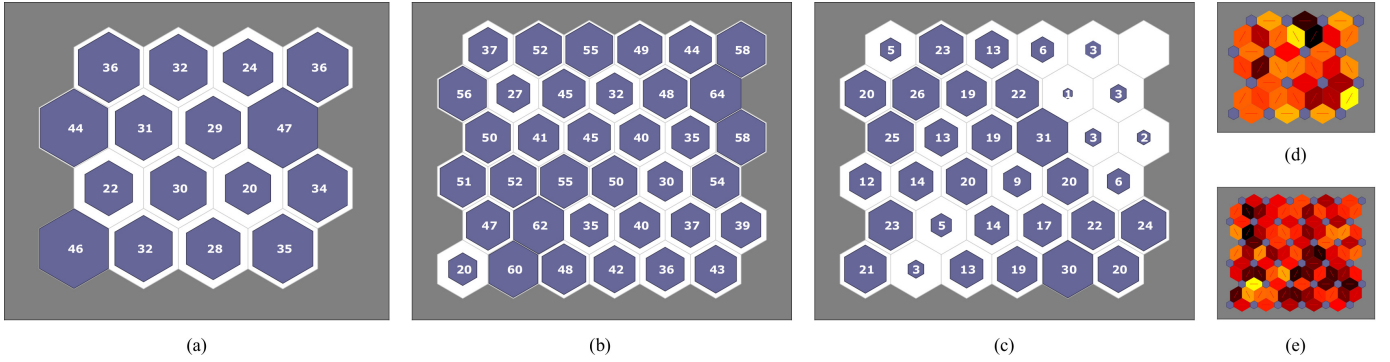 36 32 24 36
44 31 29 47
22 30 20 34
46 32 28 35
(a)
37 52 55 49 44 58
56 27 45 32 48 64
50 41 45 40 35 58
51 52 55 50 30 54
47 62 35 40 37 39
20 60 48 42 36 43
(b)
5 23 13 6 3
20 26 19 22 1 3
25 13 19 31 3 2
12 14 20 9 20 6
23 5 14 17 22 24
21 3 13 19 30 20
(c)
(d)
(e)